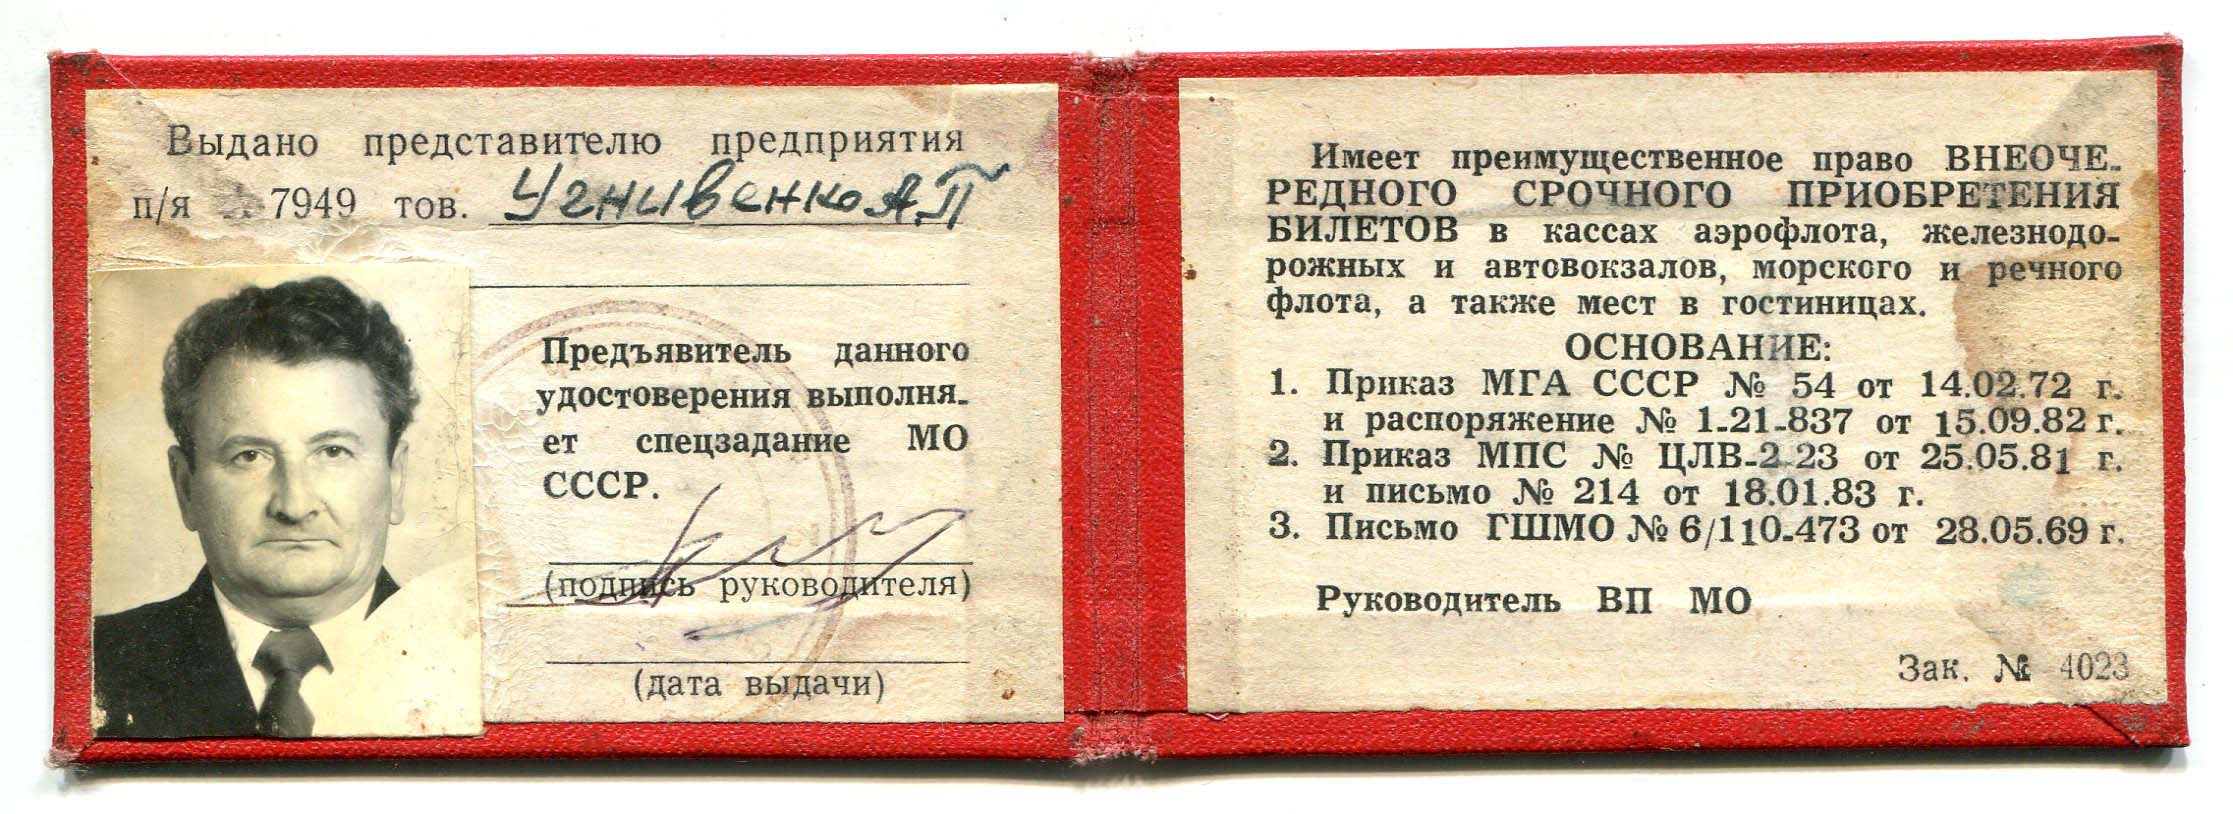 Выдано представителю предприятия
п/я 7949 тов. Угнивенко А.П
Предъявитель данного
удостоверения выполня-
ет спецзадание МО
СССР.
(подпись руководителя)
(дата выдачи)
Имеет преимущественное право ВНЕОЧЕ-
РЕДНОГО СРОЧНОГО ПРИОБРЕТЕНИЯ
БИЛЕТОВ в кассах аэрофлота, железнодо-
рожных и автовокзалов, морского и речного
флота, а также мест в гостиницах.
ОСНОВАНИЕ:
1. Приказ МГА СССР № 54 от 14.02.72 г.
и распоряжение № 1-21-837 от 15.09.82 г.
2. Приказ МПС № ЦЛВ-2.23 от 25.05.81 г.
и письмо № 214 от 18.01.83 г.
3. Письмо ГШМО № 6/110-473 от 28.05.69 г.
Руководитель ВП МО
Зак. № 4023